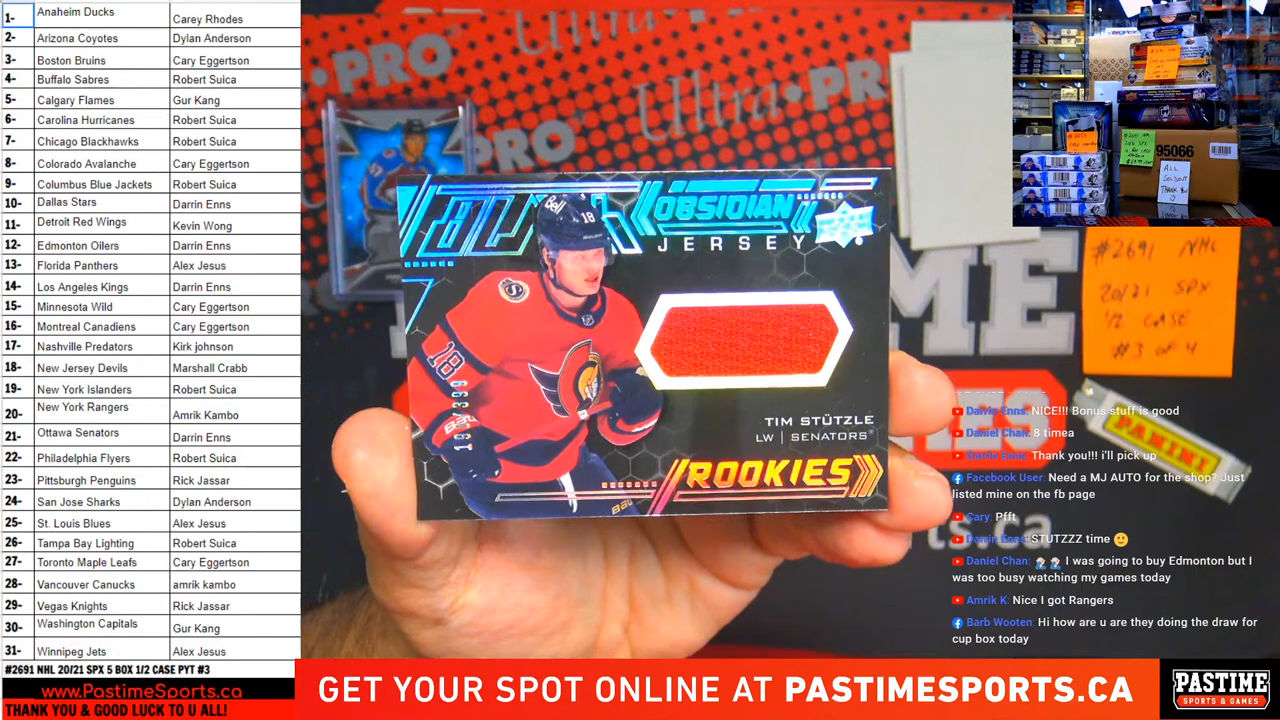 1- Anaheim Ducks Carey Rhodes
2- Arizona Coyotes Dylan Anderson
3- Boston Bruins Cary Eggertson
4- Buffalo Sabres Robert Suica
5- Calgary Flames Gur Kang
6- Carolina Hurricanes Robert Suica
7- Chicago Blackhawks Robert Suica
8- Colorado Avalanche Cary Eggertson
9- Columbus Blue Jackets Robert Suica
10- Dallas Stars Darrin Enns
11- Detroit Red Wings Kevin Wong
12- Edmonton Oilers Darrin Enns
13- Florida Panthers Alex Jesus
14- Los Angeles Kings Darrin Enns
15- Minnesota Wild Cary Eggertson
16- Montreal Canadiens Cary Eggertson
17- Nashville Predators Kirk johnson
18- New Jersey Devils Marshall Crabb
19- New York Islanders Robert Suica
20- New York Rangers Amrik Kambo
21- Ottawa Senators Darrin Enns
22- Philadelphia Flyers Robert Suica
23- Pittsburgh Penguins Rick Jassar
24- San Jose Sharks Dylan Anderson
25- St. Louis Blues Alex Jesus
26- Tampa Bay Lighting Robert Suica
27- Toronto Maple Leafs Cary Eggertson
28- Vancouver Canucks amrik kambo
29- Vegas Knights Rick Jassar
30- Washington Capitals Gur Kang
31- Winnipeg Jets Alex Jesus
#2691 NHL 20/21 SPX 5 BOX 1/2 CASE PYT #3
www.PastimeSports.ca
THANK YOU & GOOD LUCK TO U ALL!
Ultra
PRO
Ultra•PR
PRO
OBSIDIAN
JERSEY
Bell
18
18
TIM STÜTZLE
LW | SENATORS
ROOKIES
95066
ALL
SOLDOUT
THANK YOU
#2691 NHL
20/21 SPX
1/2 CASE
#3 of 4
PANINI
Darrin Enns: NICE!!! Bonus stuff is good
Daniel Chan: 8 timea
Darrin Enns: Thank you!!! i'll pick up
Facebook User: Need a MJ AUTO for the shop? Just
listed mine on the fb page
Cary: Pfft
Darrin Enns: STUTZZZ time 🙂
Daniel Chan: 🤦🏻‍♂️ 🤦🏻‍♂️ I was going to buy Edmonton but I
was too busy watching my games today
Amrik K: Nice I got Rangers
Barb Wooten: Hi how are u are they doing the draw for
cup box today
GET YOUR SPOT ONLINE AT PASTIMESPORTS.CA
PASTIME
SPORTS & GAMES